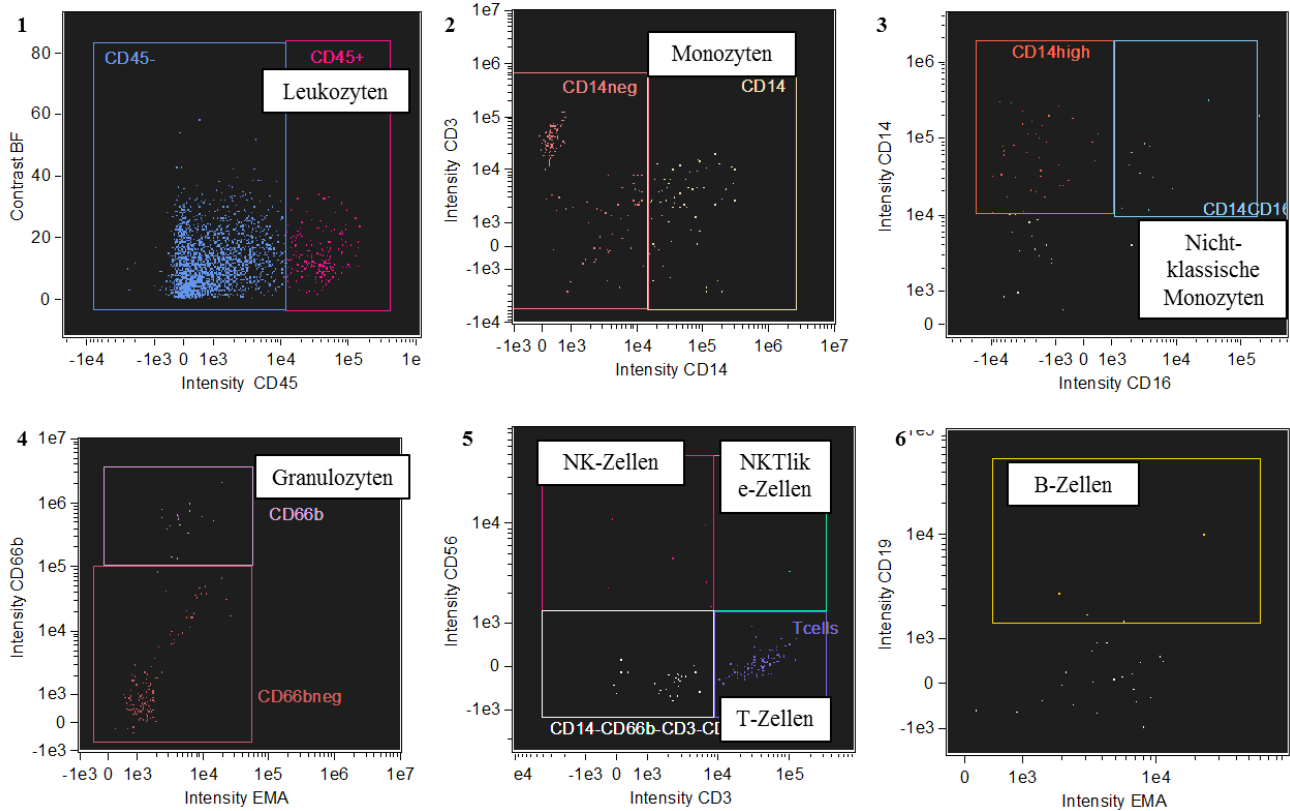 1
80
60
40
20
0
Contrast BF
CD45-
CD45+
Leukozyten
-1e4
-1e3
0
1e3
1e4
1e5
1e
Intensity CD45
2
1e7
1e6
1e5
1e4
1e3
0
-1e3
-1e4
Intensity CD3
Monozyten
CD14neg
CD14
-1e3
0
1e3
1e4
1e5
1e6
1e7
Intensity CD14
3
1e6
1e5
1e4
1e3
0
Intensity CD14
CD14high
CD14CD16
Nicht-
klassische
Monozyten
-1e4
-1e3
0
1e3
1e4
1e5
Intensity CD16
4
1e7
1e6
1e5
1e4
1e3
0
-1e3
Intensity CD66b
Granulozyten
CD66b
CD66bneg
-1e3
0
1e3
1e4
1e5
1e6
1e7
Intensity EMA
5
1e4
1e3
0
-1e3
Intensity CD56
NK-Zellen
NKTlik
e-Zellen
Tcells
T-Zellen
CD14-CD66b-CD3-CD
e4
-1e3
0
1e3
1e4
1e5
Intensity CD3
6
1e4
1e3
0
-1e3
Intensity CD19
B-Zellen
0
1e3
1e4
Intensity EMA